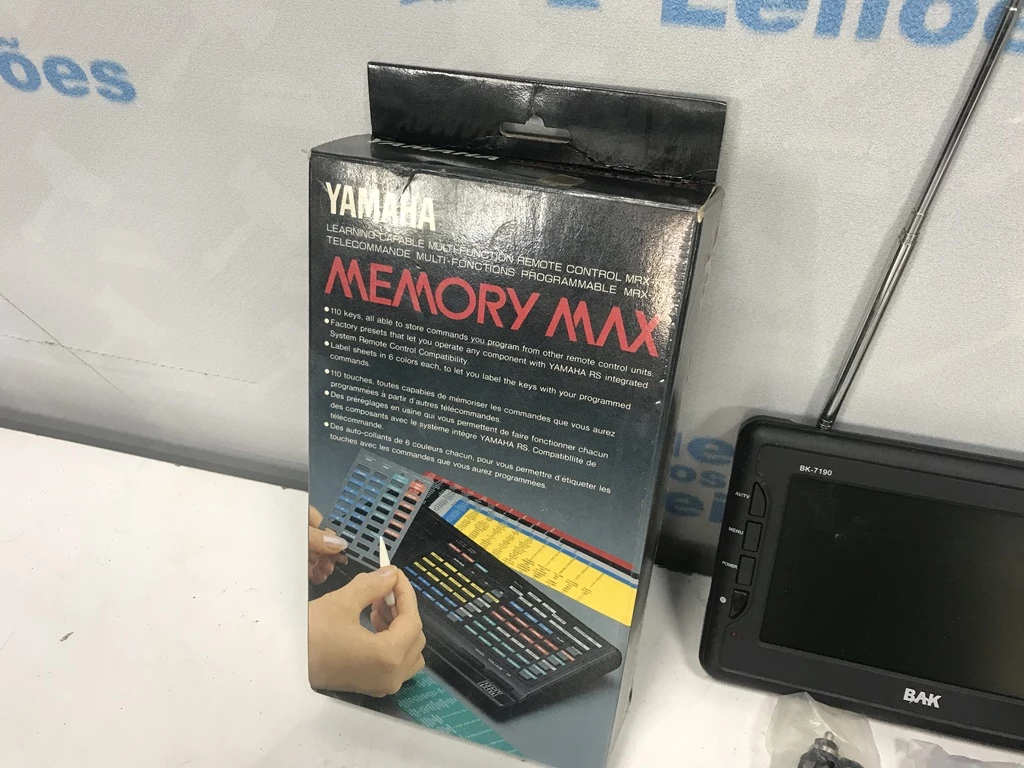 Leilões
ões
YAMAHA
LEARNING-CAPABLE MULTI-FUNCTION REMOTE CONTROL MRX
TELECOMMANDE MULTI-FONCTIONS PROGRAMMABLE MRX
MEMORY MAX
●110 keys, all able to store commands you program from other remote control units.
●Factory presets that let you operate any component with YAMAHA RS integrated
System Remote Control Compatibility.
●Label sheets in 6 colors each, to let you label the keys with your programmed
commands.
●110 touches, toutes capables de mémoriser les commandes que vous aurez
programmées à partir d'autres télécommandes.
●Des préréglages en usine qui vous permettent de faire fonctionner chacun
des composants avec le système intégré YAMAHA RS. Compatibilité de
télécommande.
●Des auto-collants de 6 couleurs chacun, pour vous permettre d'étiqueter les
touches avec les commandes que vous aurez programmées.
BK-7190
AV/TV
MENU
POWER
BAK